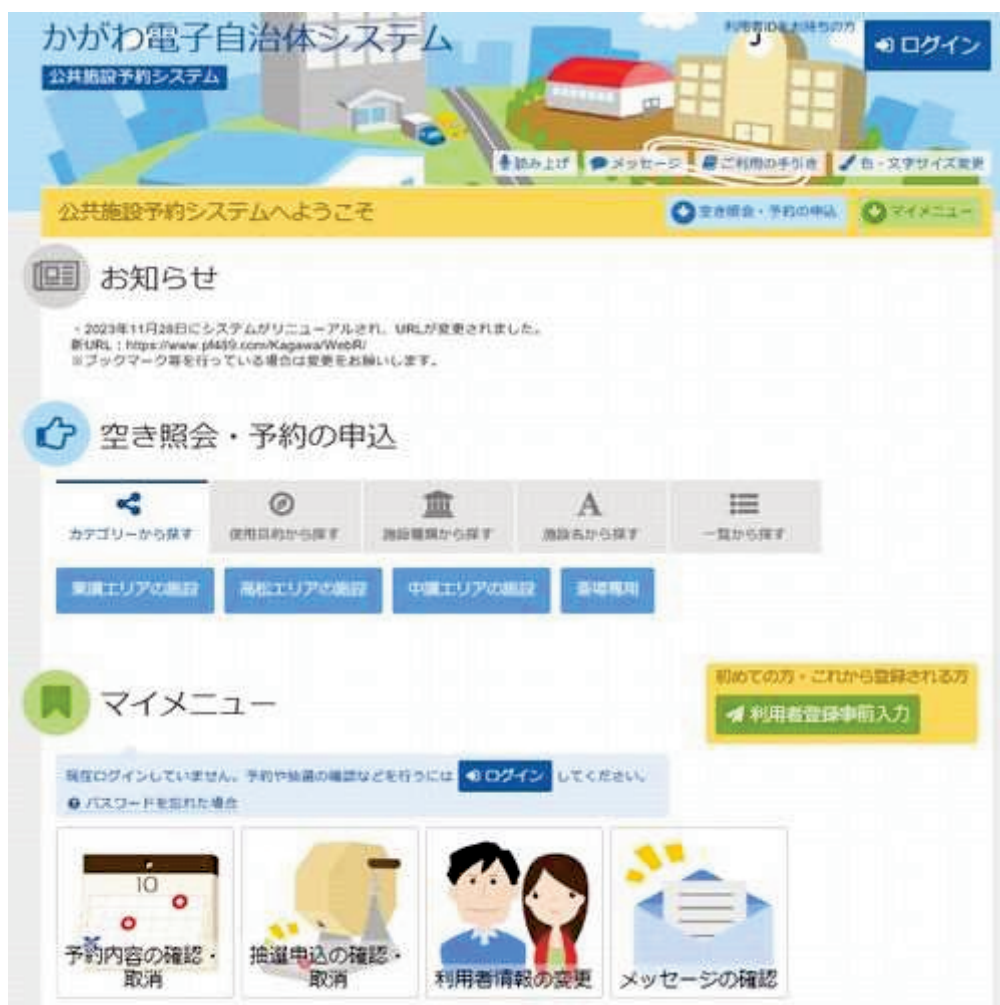 かがわ電子自治体システム
公共施設予約システム
利用者IDをお持ちの方
ログイン
読み上げ
メッセージ
ご利用の手引き
色・文字サイズ変更
公共施設予約システムへようこそ
空き照会・予約の申込
マイメニュー
お知らせ
・2023年11月28日にシステムがリニューアルされ、URLが変更されました。
新URL:https://www.pf489.com/Kagawa/WebR/
※ブックマーク等を行っている場合は変更をお願いします。
空き照会・予約の申込
カテゴリーから探す
使用目的から探す
施設種類から探す
施設名から探す
一覧から探す
東讃エリアの施設
高松エリアの施設
中讃エリアの施設
斎場専用
マイメニュー
初めての方・これから登録される方
利用者登録事前入力
現在ログインしていません。予約や抽選の確認などを行うには ログイン してください。
パスワードを忘れた場合
10
予約内容の確認・
取消
抽選申込の確認・
取消
利用者情報の変更
メッセージの確認